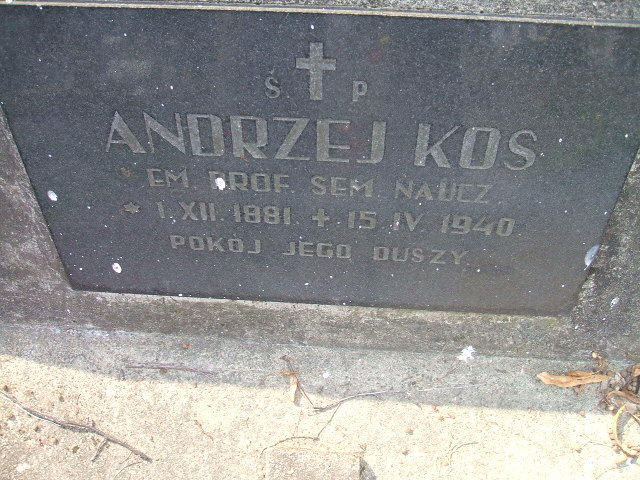 Ś P
ANDRZEJ KOS
EM. PROF. SEM. NAUCZ.
* 1.XII.1881. + 15.IV.1940
POKÓJ JEGO DUSZY